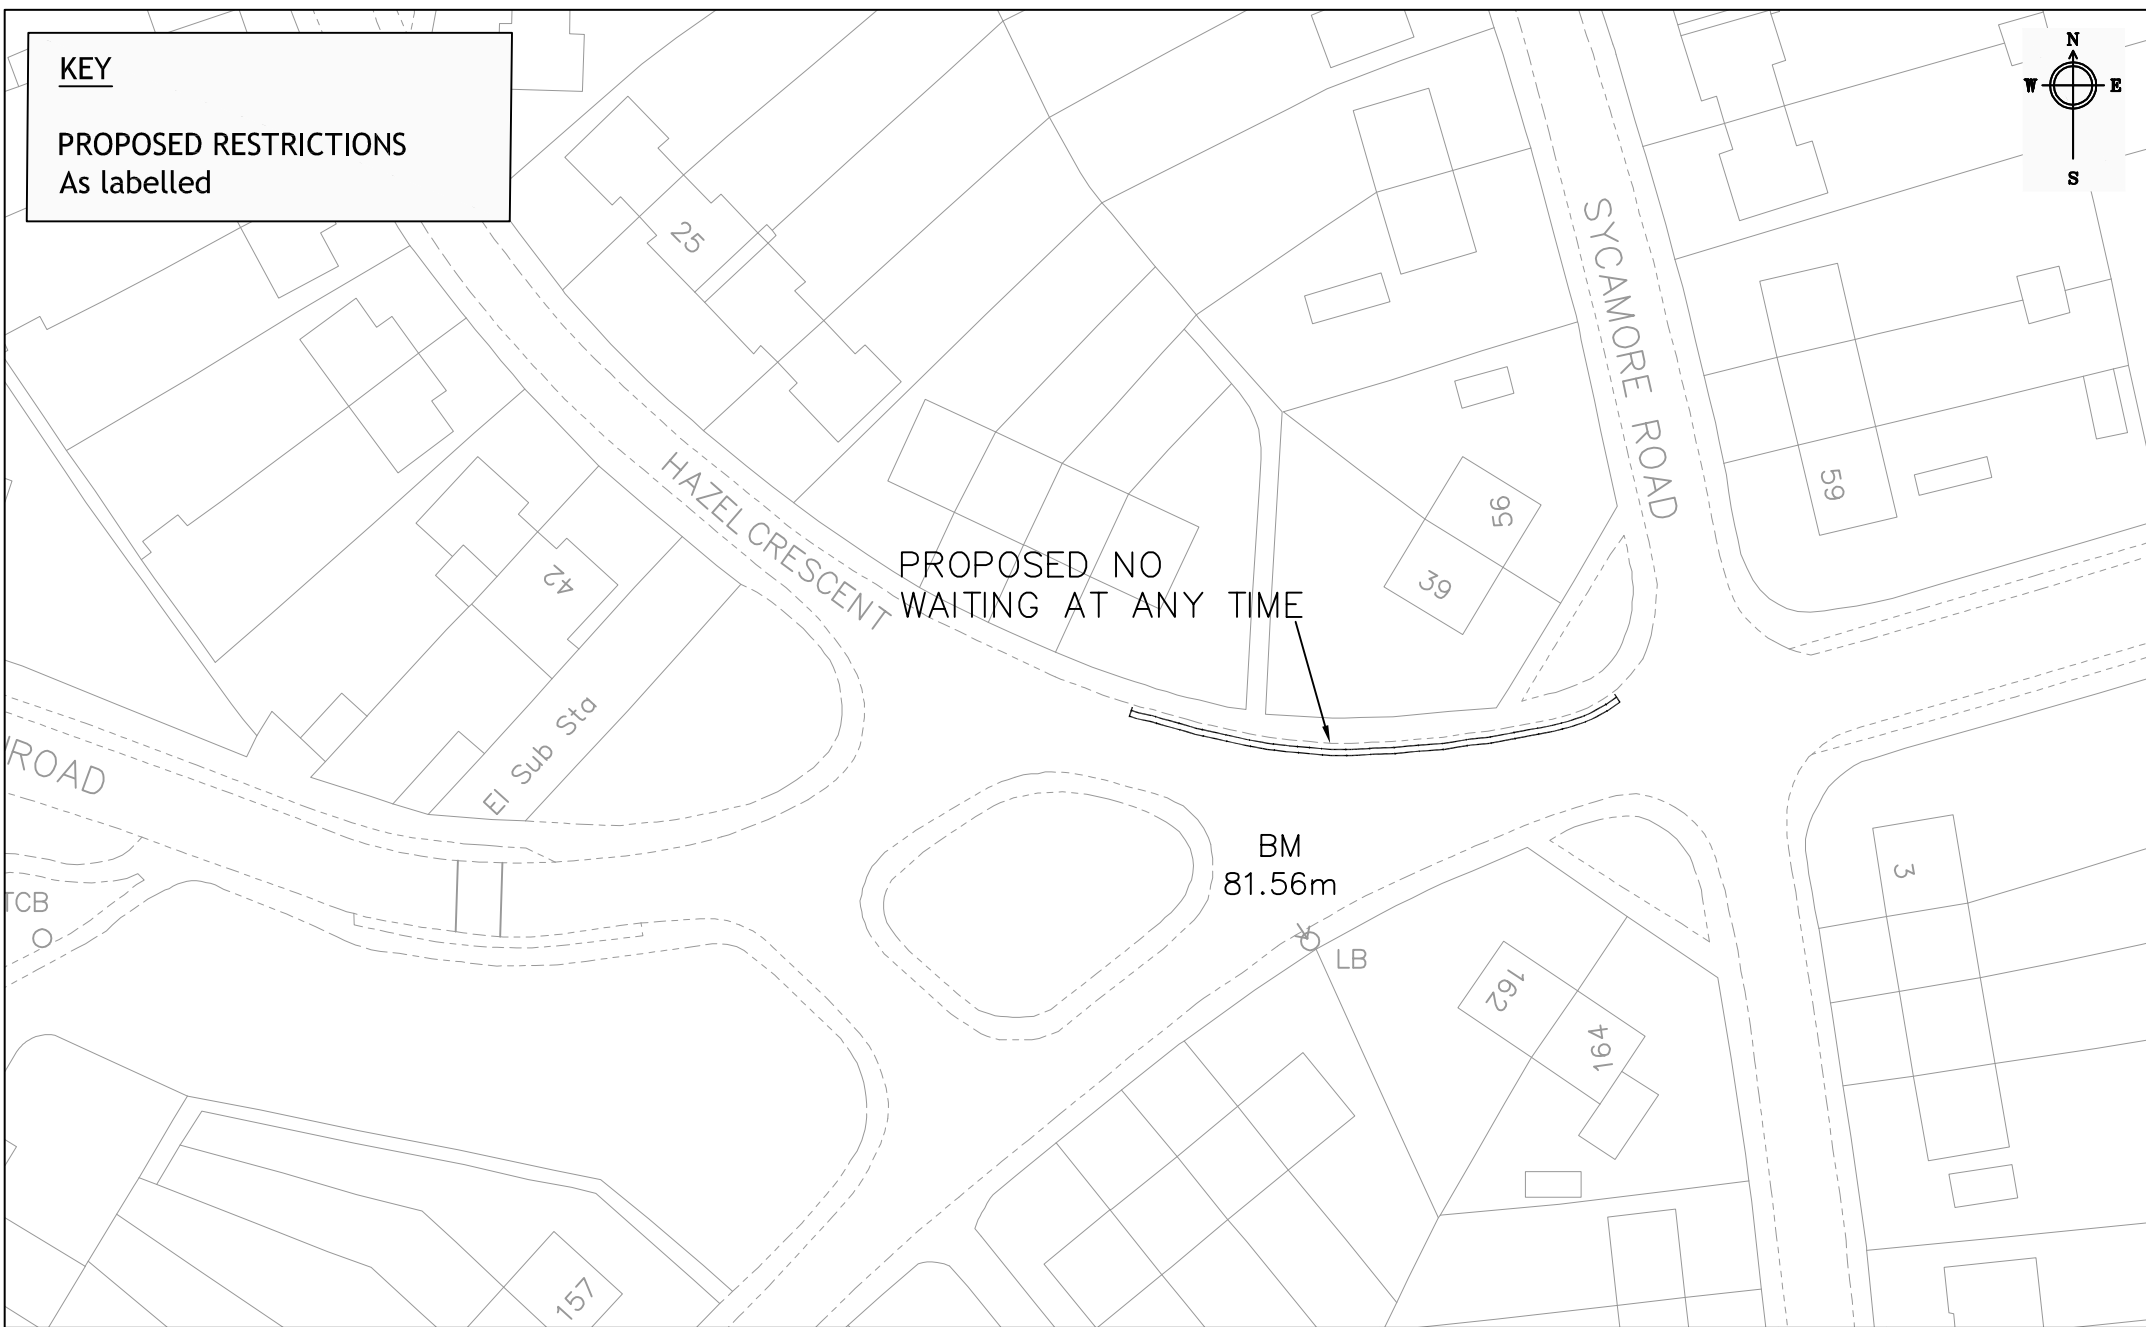 KEY
PROPOSED RESTRICTIONS
As labelled
N
W E
S
25
SYCAMORE ROAD
HAZEL CRESCENT
59
56
39
42
PROPOSED NO
WAITING AT ANY TIME
El Sub Sta
ROAD
BM
81.56m
3
TCB
LB
162
164
157